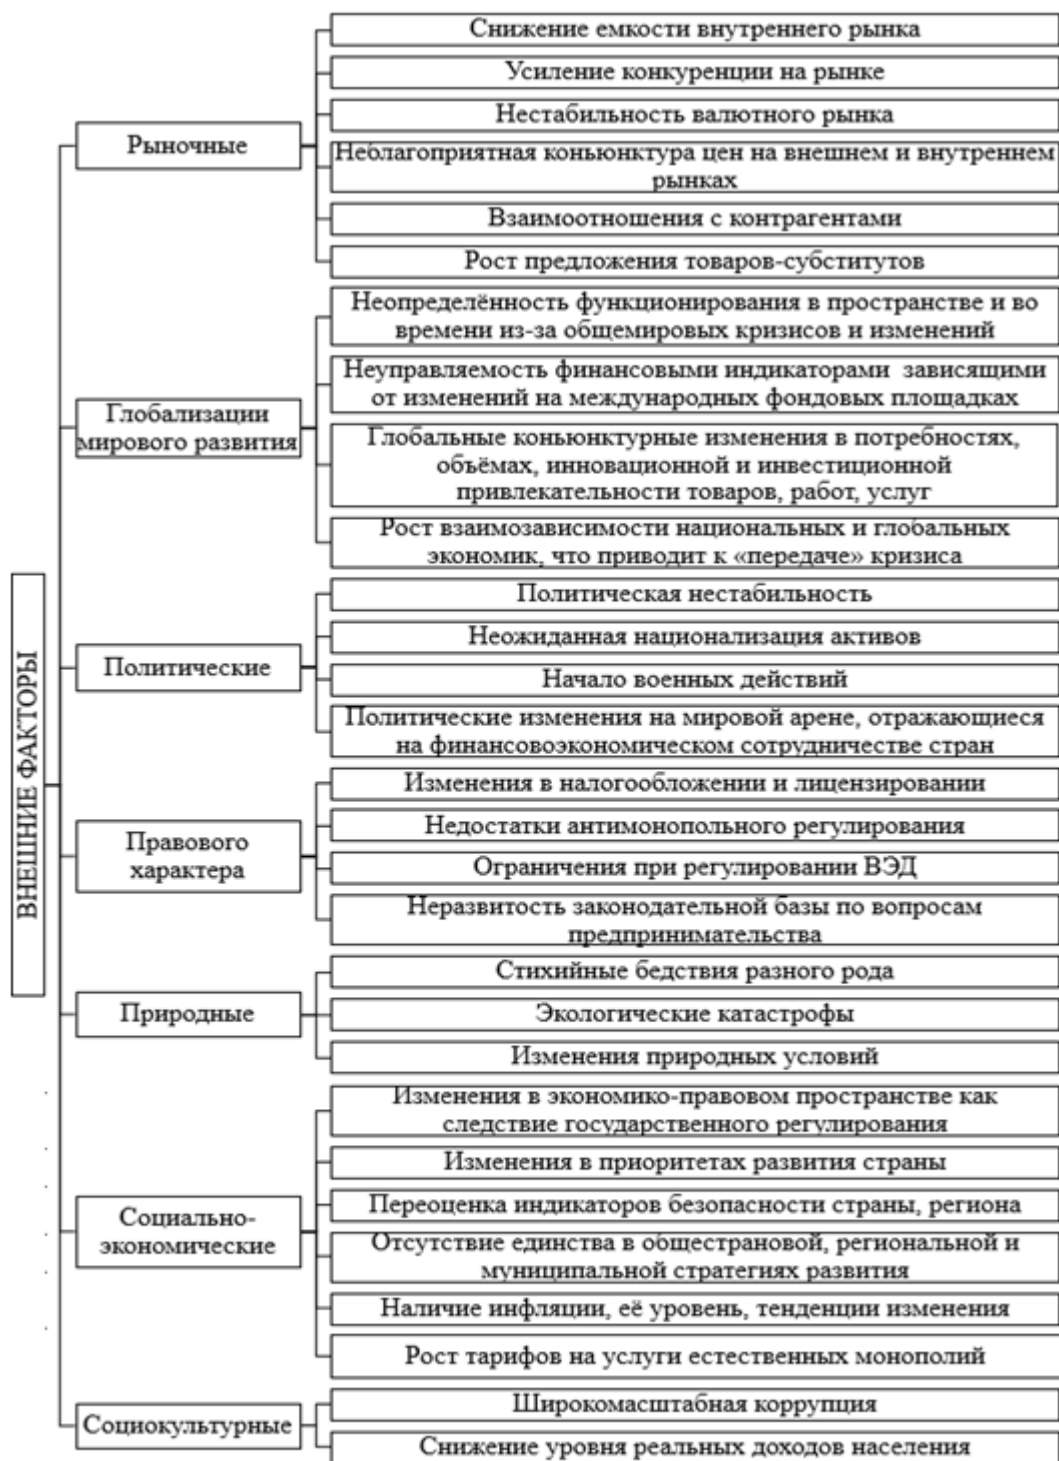 ВНЕШНИЕ ФАКТОРЫ
Рыночные
Снижение емкости внутреннего рынка
Усиление конкуренции на рынке
Нестабильность валютного рынка
Неблагоприятная коньюнктура цен на внешнем и внутреннем
рынках
Взаимоотношения с контрагентами
Рост предложения товаров-субститутов
Глобализации
мирового развития
Неопределённость функционирования в пространстве и во
времени из-за общемировых кризисов и изменений
Неуправляемость финансовыми индикаторами зависящими
от изменений на международных фондовых площадках
Глобальные коньюнктурные изменения в потребностях,
объёмах, инновационной и инвестиционной
привлекательности товаров, работ, услуг
Рост взаимозависимости национальных и глобальных
экономик, что приводит к «передаче» кризиса
Политические
Политическая нестабильность
Неожиданная национализация активов
Начало военных действий
Политические изменения на мировой арене, отражающиеся
на финансовоэкономическом сотрудничестве стран
Правового
характера
Изменения в налогообложении и лицензировании
Недостатки антимонопольного регулирования
Ограничения при регулировании ВЭД
Неразвитость законодательной базы по вопросам
предпринимательства
Природные
Стихийные бедствия разного рода
Экологические катастрофы
Изменения природных условий
Социально-
экономические
Изменения в экономико-правовом пространстве как
следствие государственного регулирования
Изменения в приоритетах развития страны
Переоценка индикаторов безопасности страны, региона
Отсутствие единства в общестрановой, региональной и
муниципальной стратегиях развития
Наличие инфляции, её уровень, тенденции изменения
Рост тарифов на услуги естественных монополий
Социокультурные
Широкомасштабная коррупция
Снижение уровня реальных доходов населения